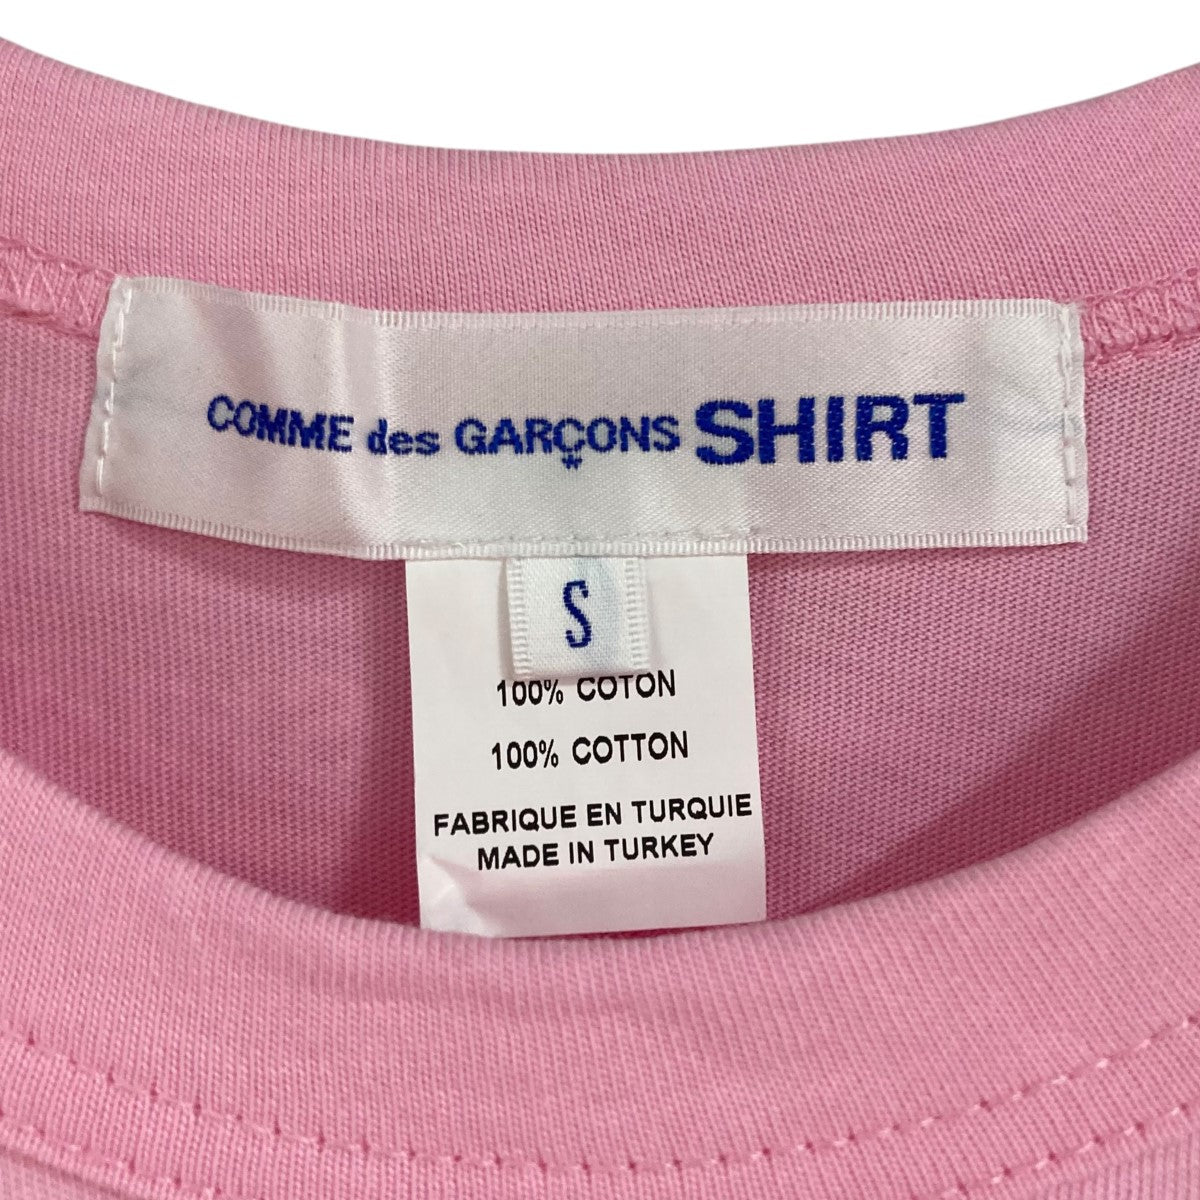 COMME des GARÇONS SHIRT
*
S
100% COTON
100% COTTON
FABRIQUE EN TURQUIE
MADE IN TURKEY